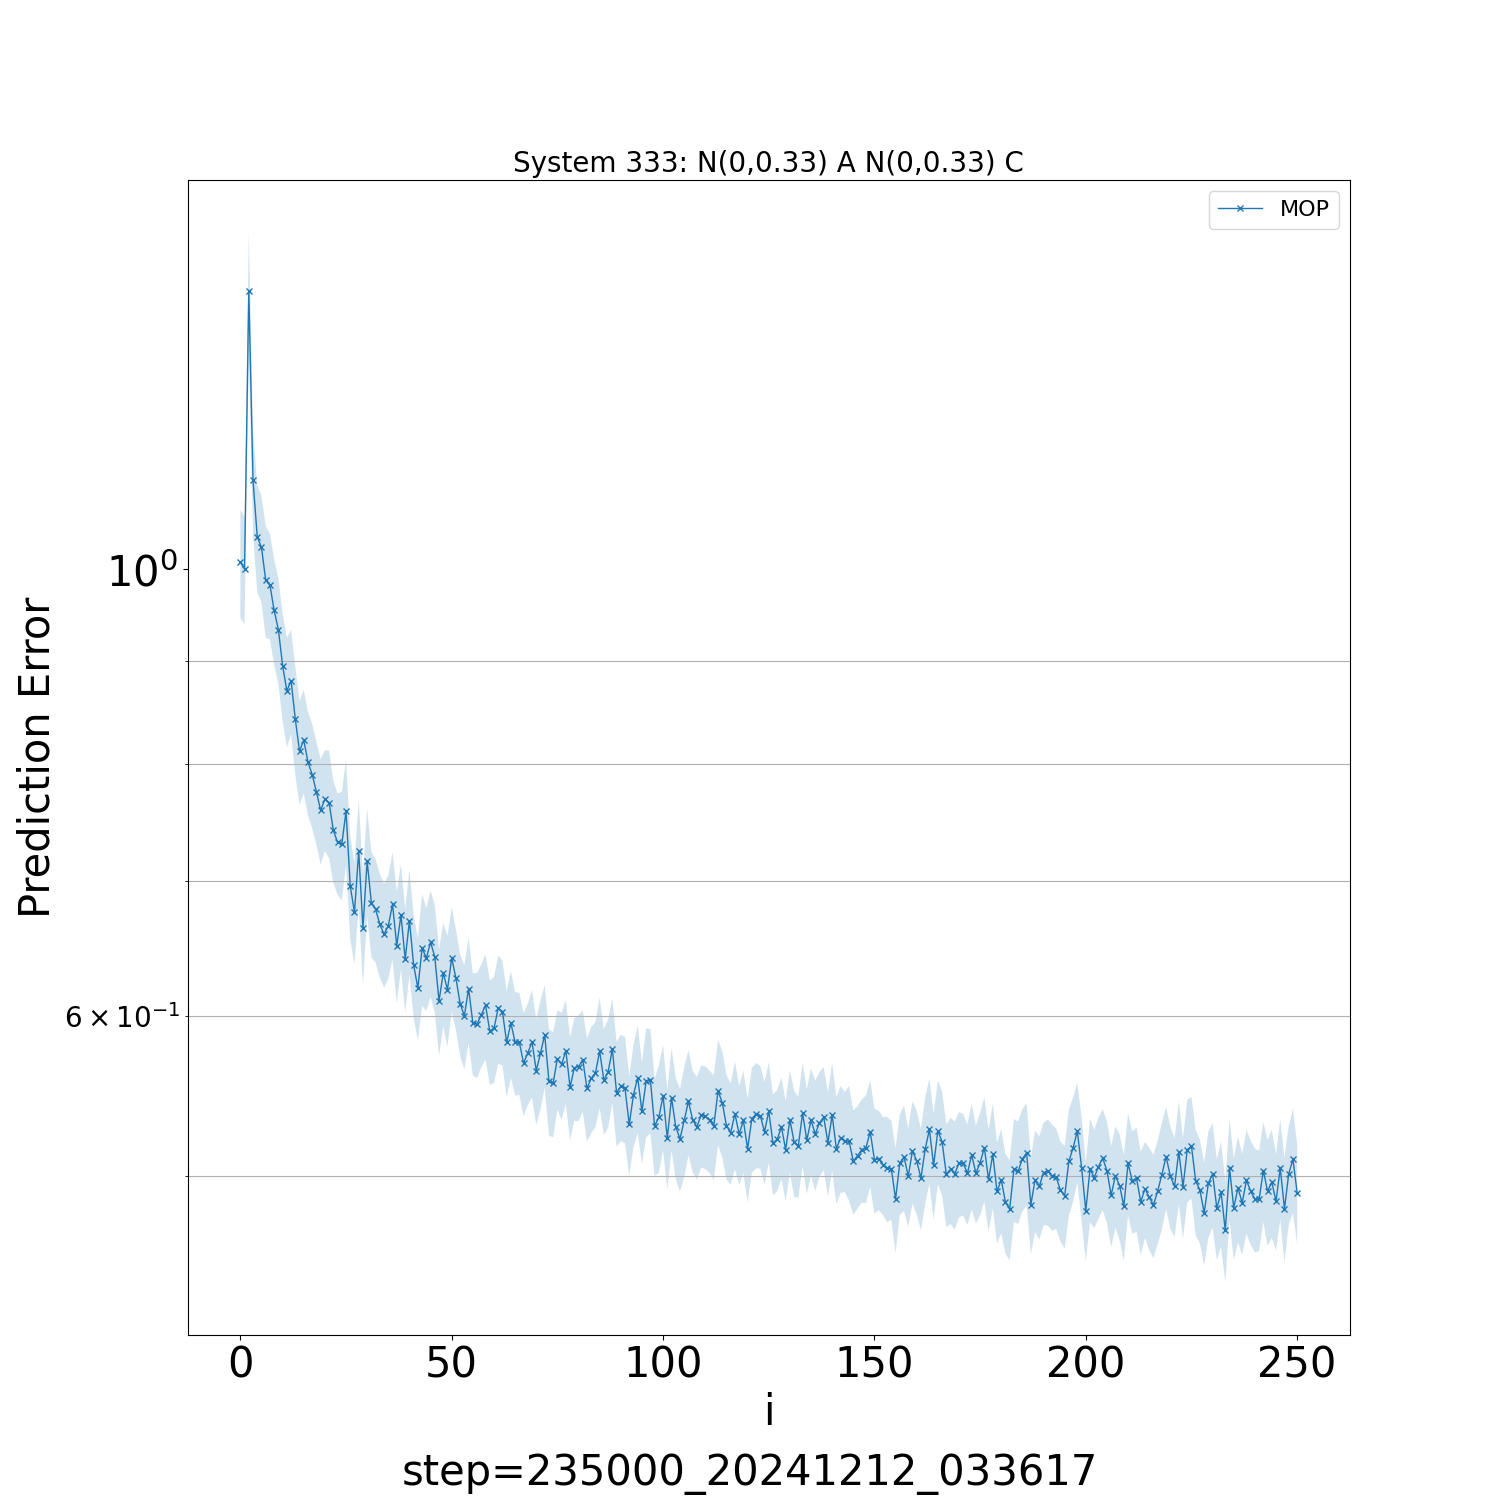 System 333: N(0,0.33) A N(0,0.33) C
MOP
Prediction Error
10⁰
6 × 10⁻¹
0 50 100 150 200 250
i
step=235000_20241212_033617